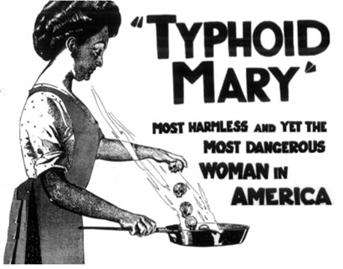 "TYPHOID
MARY"
MOST HARMLESS AND YET THE
MOST DANGEROUS
WOMAN IN
AMERICA